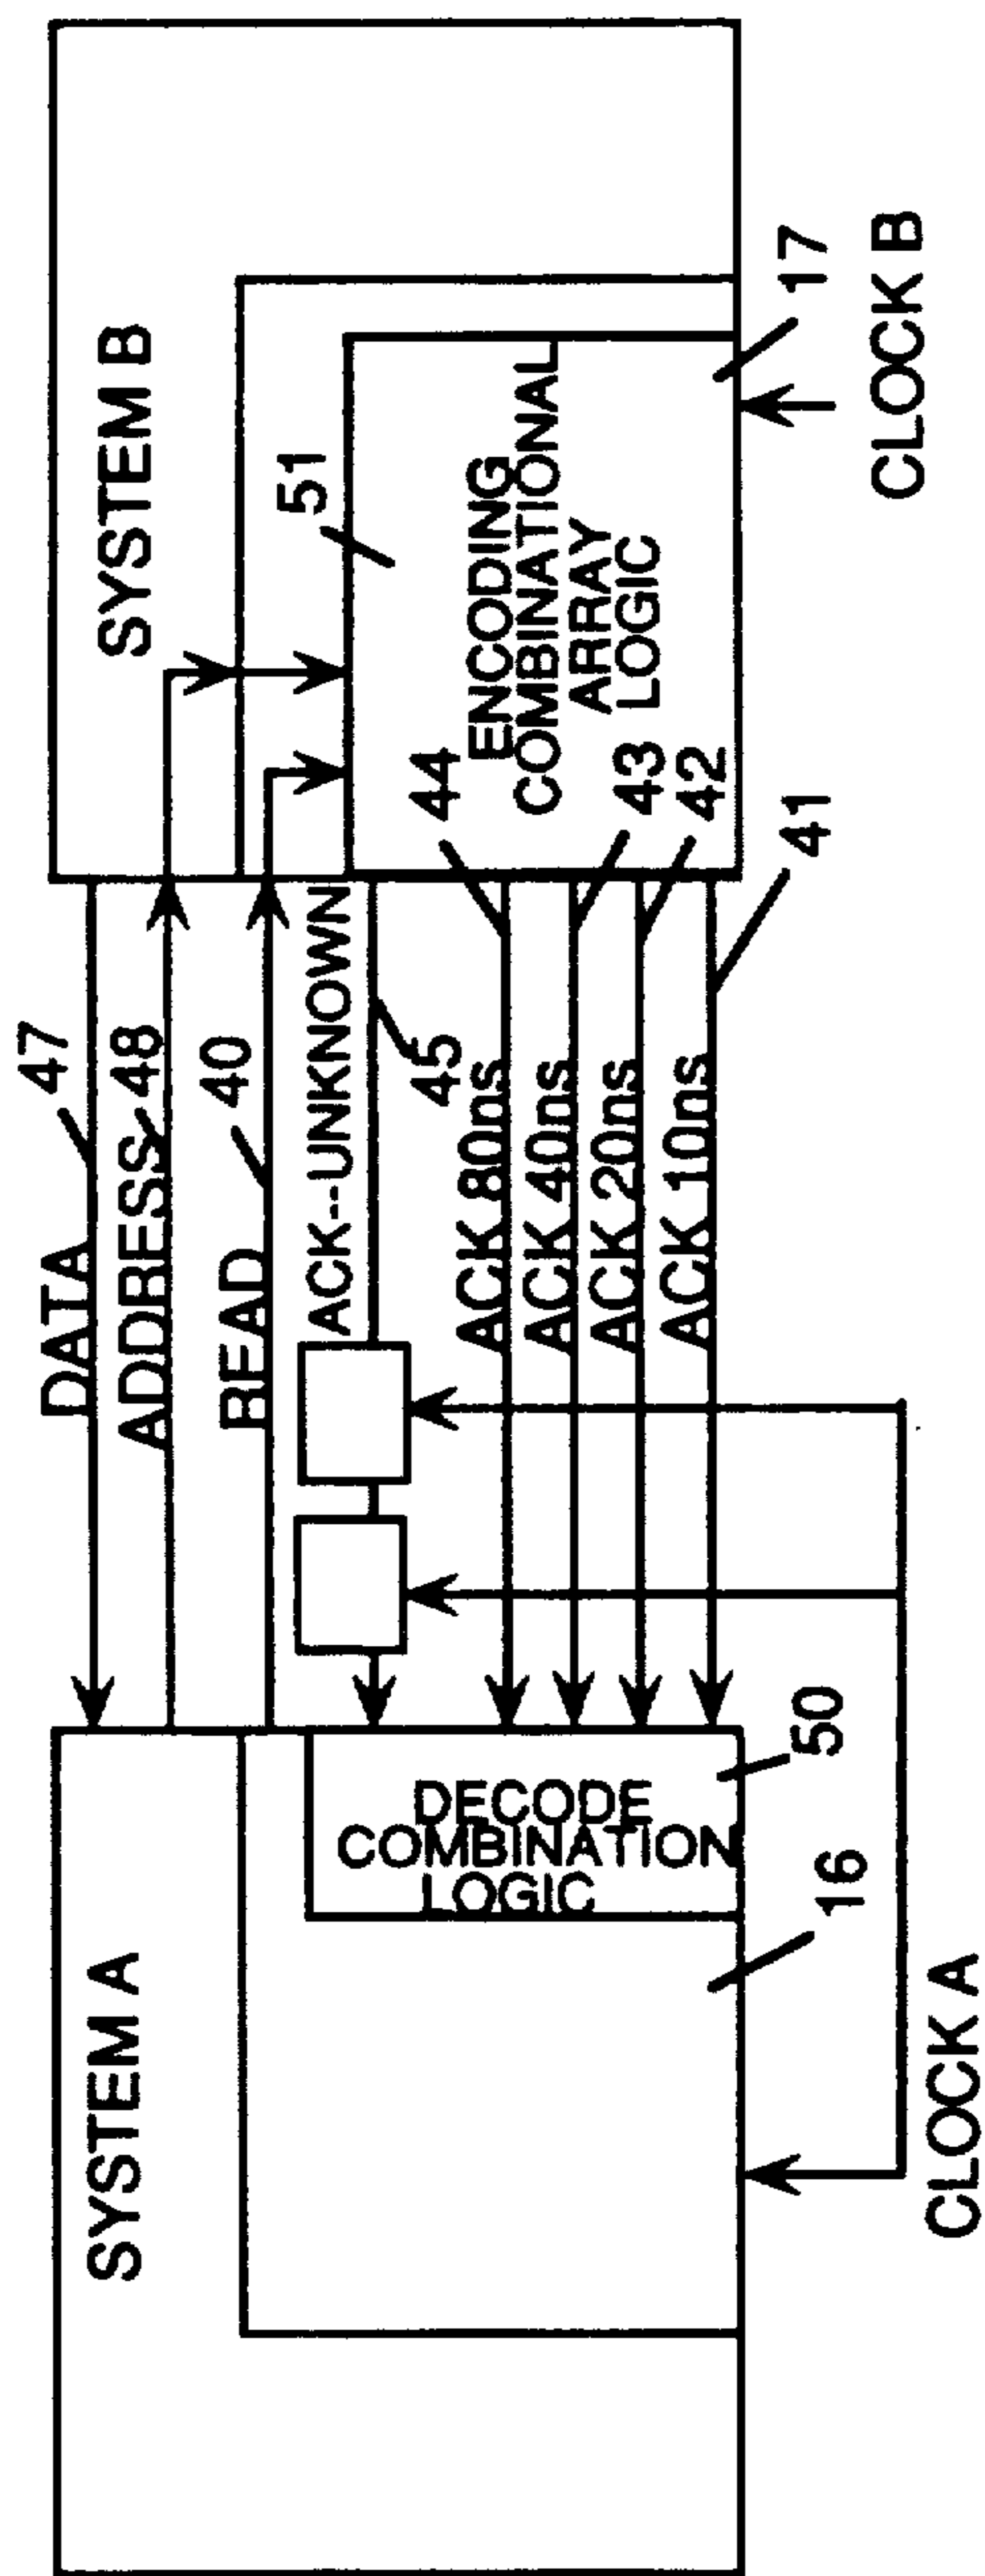 SYSTEM A
SYSTEM B
DATA
47
ADDRESS
48
READ
40
ACK--UNKNOWN
45
ACK 80ns
44
ACK 40ns
43
ACK 20ns
42
ACK 10ns
41
51
ENCODING
COMBINATIONAL
ARRAY
LOGIC
DECODE
COMBINATION
LOGIC
50
16
17
CLOCK A
CLOCK B